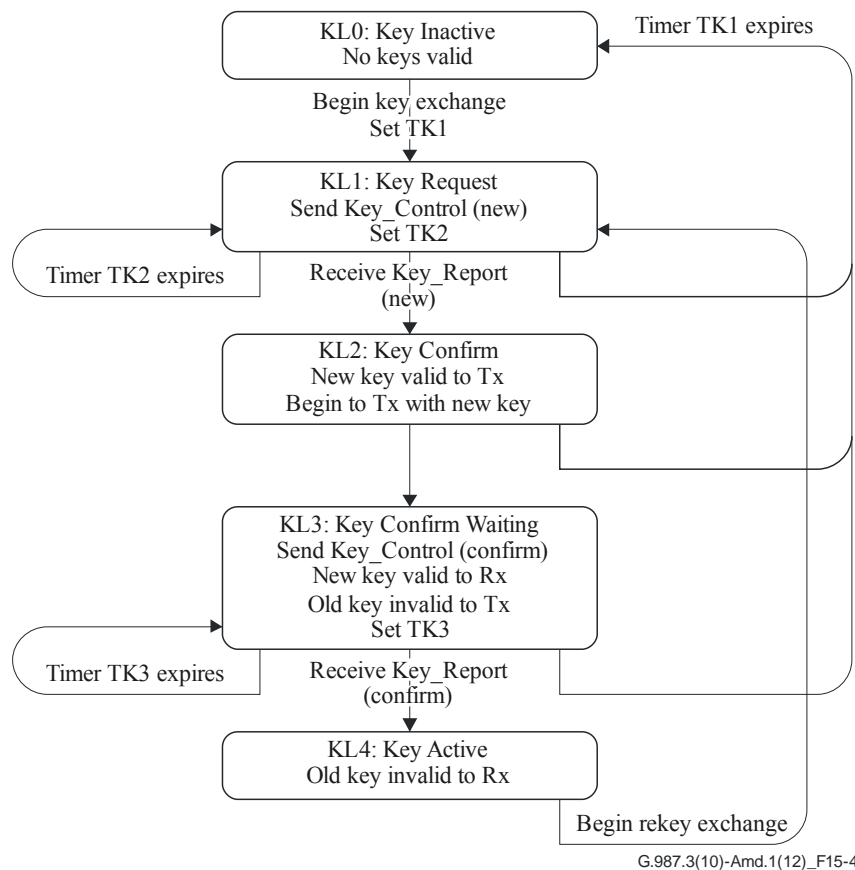 KL0: Key Inactive
No keys valid
Timer TK1 expires
Begin key exchange
Set TK1
KL1: Key Request
Send Key_Control (new)
Set TK2
Timer TK2 expires
Receive Key_Report
(new)
KL2: Key Confirm
New key valid to Tx
Begin to Tx with new key
KL3: Key Confirm Waiting
Send Key_Control (confirm)
New key valid to Rx
Old key invalid to Tx
Set TK3
Timer TK3 expires
Receive Key_Report
(confirm)
KL4: Key Active
Old key invalid to Rx
Begin rekey exchange
G.987.3(10)-Amd.1(12)_F15-4